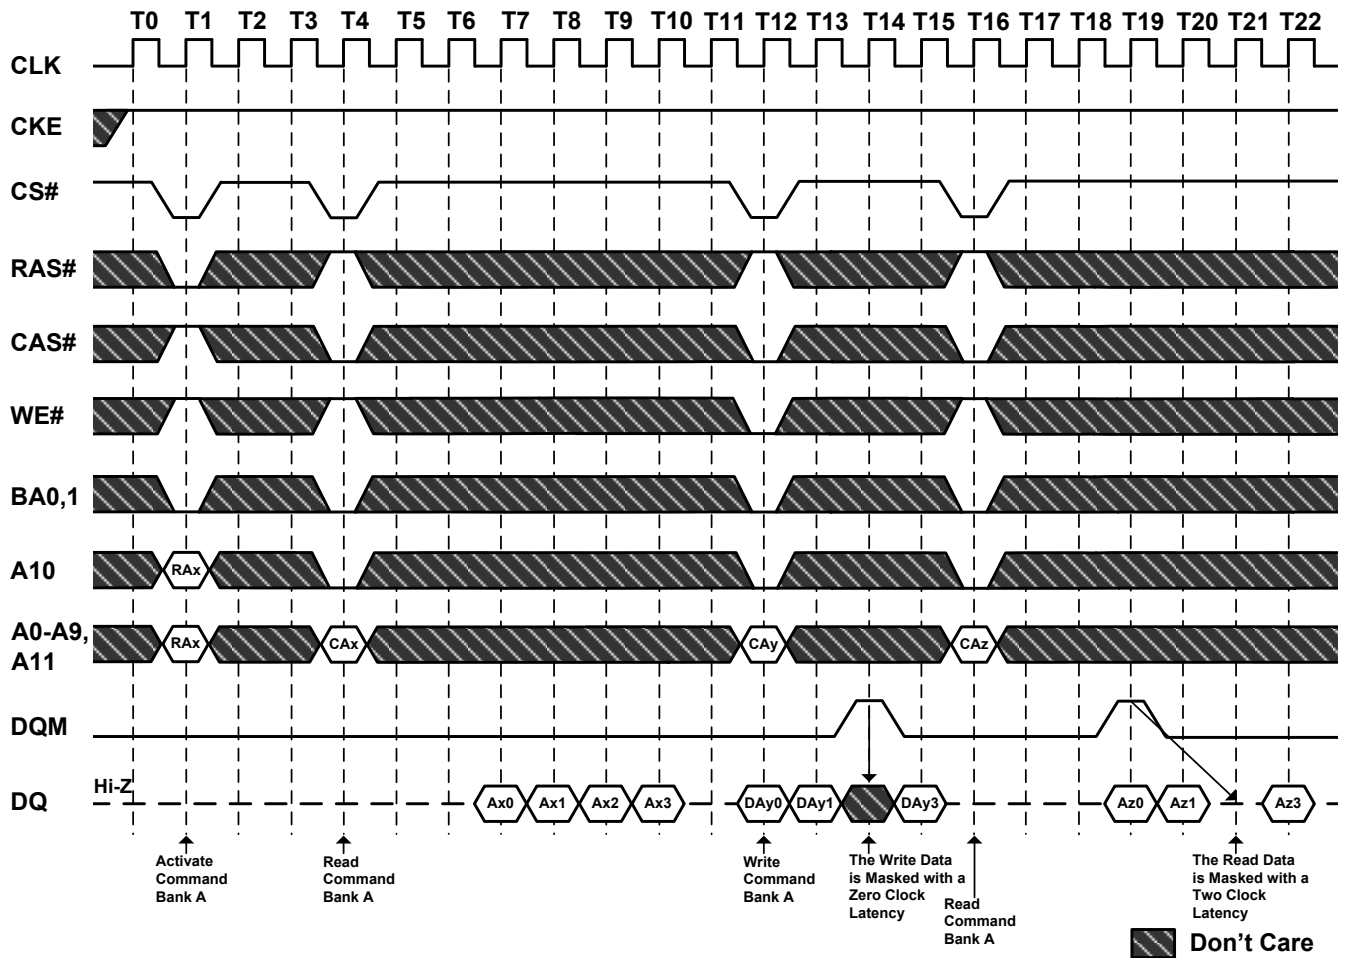 T0 T1 T2 T3 T4 T5 T6 T7 T8 T9 T10 T11 T12 T13 T14 T15 T16 T17 T18 T19 T20 T21 T22
CLK
CKE
CS#
RAS#
CAS#
WE#
BA0,1
A10 RAx
A0-A9,
A11 RAx CAx CAy CAz
DQM
Hi-Z
DQ Ax0 Ax1 Ax2 Ax3 DAy0 DAy1 DAy3 Az0 Az1 Az3
Activate
Command
Bank A
Read
Command
Bank A
Write
Command
Bank A
The Write Data
is Masked with a
Zero Clock
Latency
Read
Command
Bank A
The Read Data
is Masked with a
Two Clock
Latency
Don't Care